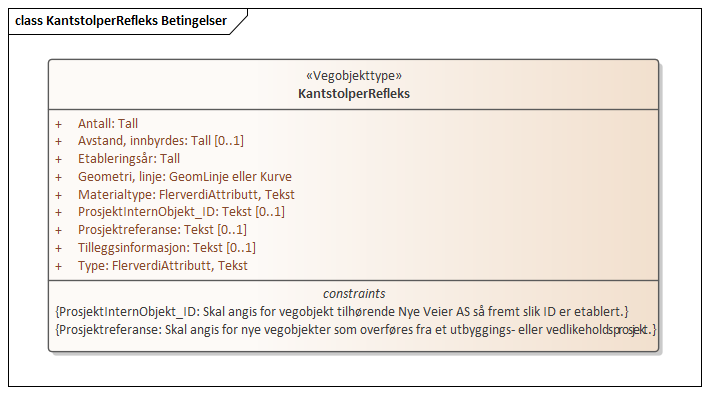 class KantstolperRefleks Betingelser
«Vegobjekttype»
KantstolperRefleks
+ Antall: Tall
+ Avstand, innbyrdes: Tall [0..1]
+ Etableringsår: Tall
+ Geometri, linje: GeomLinje eller Kurve
+ Materialtype: FlerverdiAttributt, Tekst
+ ProsjektInternObjekt_ID: Tekst [0..1]
+ Prosjektreferanse: Tekst [0..1]
+ Tilleggsinformasjon: Tekst [0..1]
+ Type: FlerverdiAttributt, Tekst
constraints
{ProsjektInternObjekt_ID: Skal angis for vegobjekt tilhørende Nye Veier AS så fremt slik ID er etablert.}
{Prosjektreferanse: Skal angis for nye vegobjekter som overføres fra et utbyggings- eller vedlikeholdsprosjekt.}